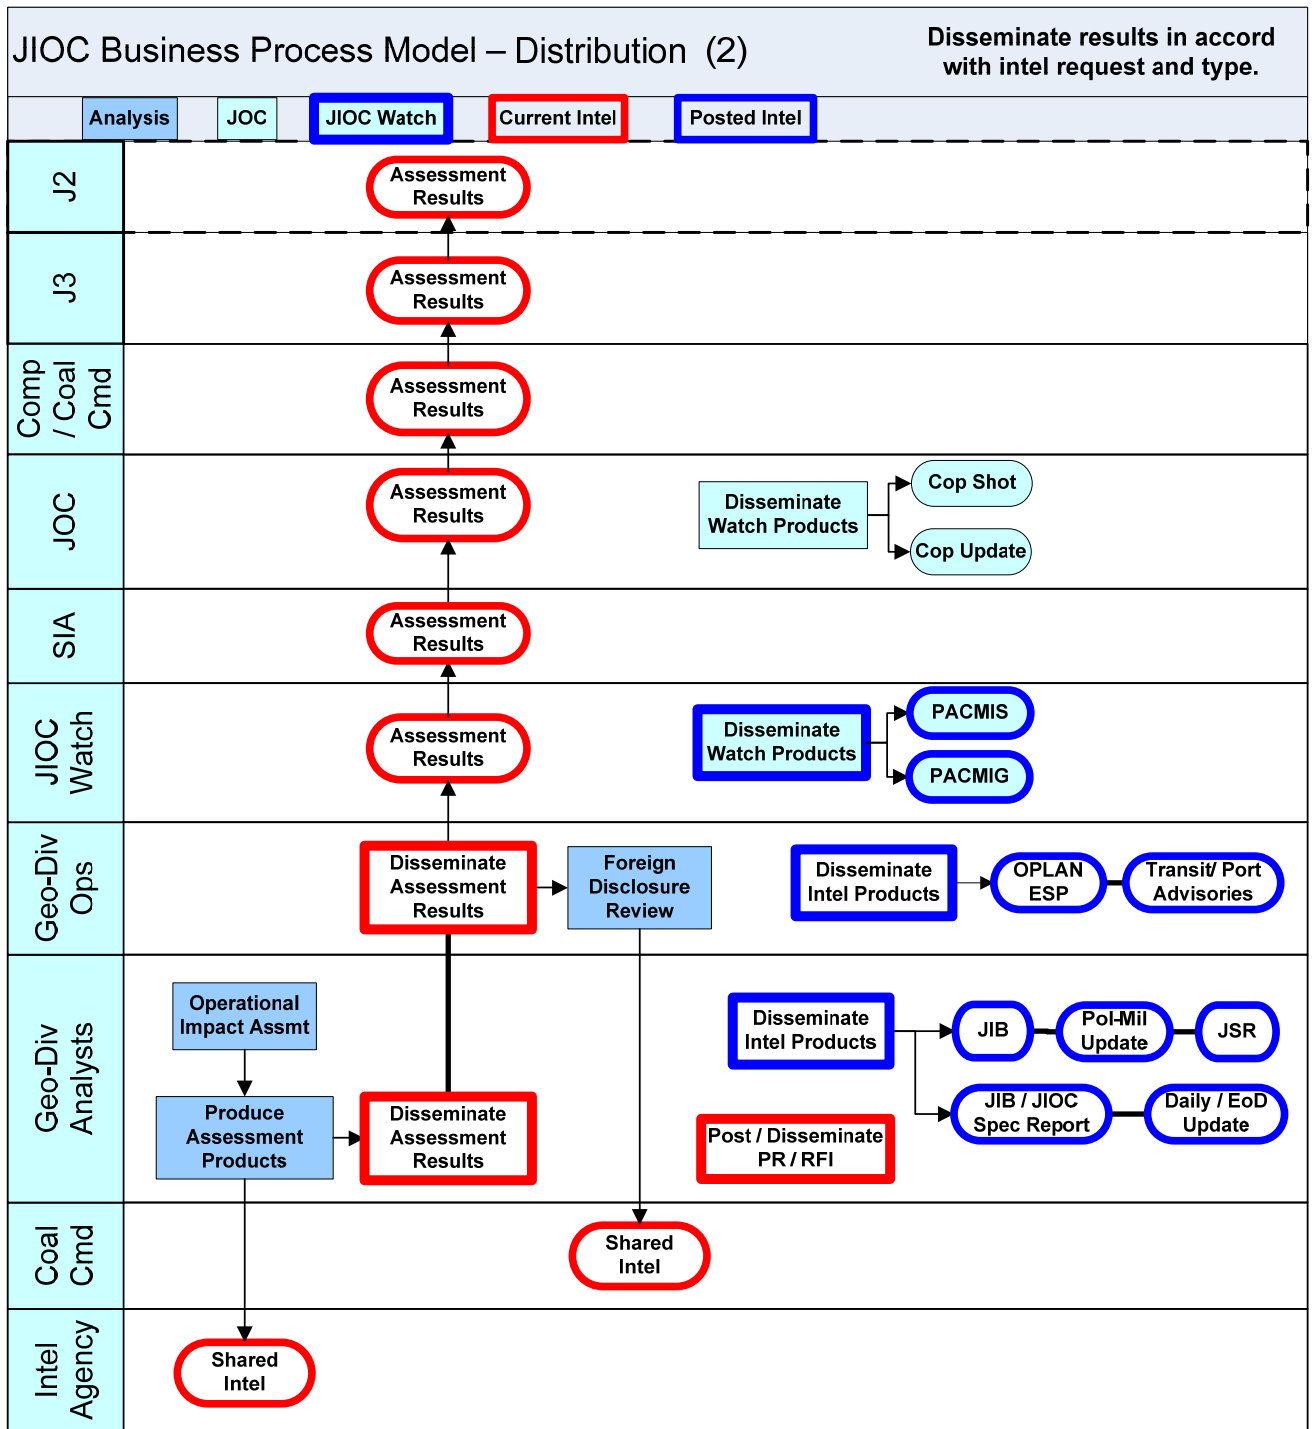 JIOC Business Process Model – Distribution (2)
Disseminate results in accord
with intel request and type.
Analysis
JOC
JIOC Watch
Current Intel
Posted Intel
J2
Assessment
Results
J3
Assessment
Results
Comp
/ Coal
Cmd
Assessment
Results
JOC
Assessment
Results
Disseminate
Watch Products
Cop Shot
Cop Update
SIA
Assessment
Results
JIOC
Watch
Assessment
Results
Disseminate
Watch Products
PACMIS
PACMIG
Geo-Div
Ops
Disseminate
Assessment
Results
Foreign
Disclosure
Review
Disseminate
Intel Products
OPLAN
ESP
Transit/ Port
Advisories
Geo-Div
Analysts
Operational
Impact Assmt
Produce
Assessment
Products
Disseminate
Assessment
Results
Disseminate
Intel Products
JIB
Pol-Mil
Update
JSR
JIB / JIOC
Spec Report
Daily / EoD
Update
Post / Disseminate
PR / RFI
Coal
Cmd
Shared
Intel
Intel
Agency
Shared
Intel